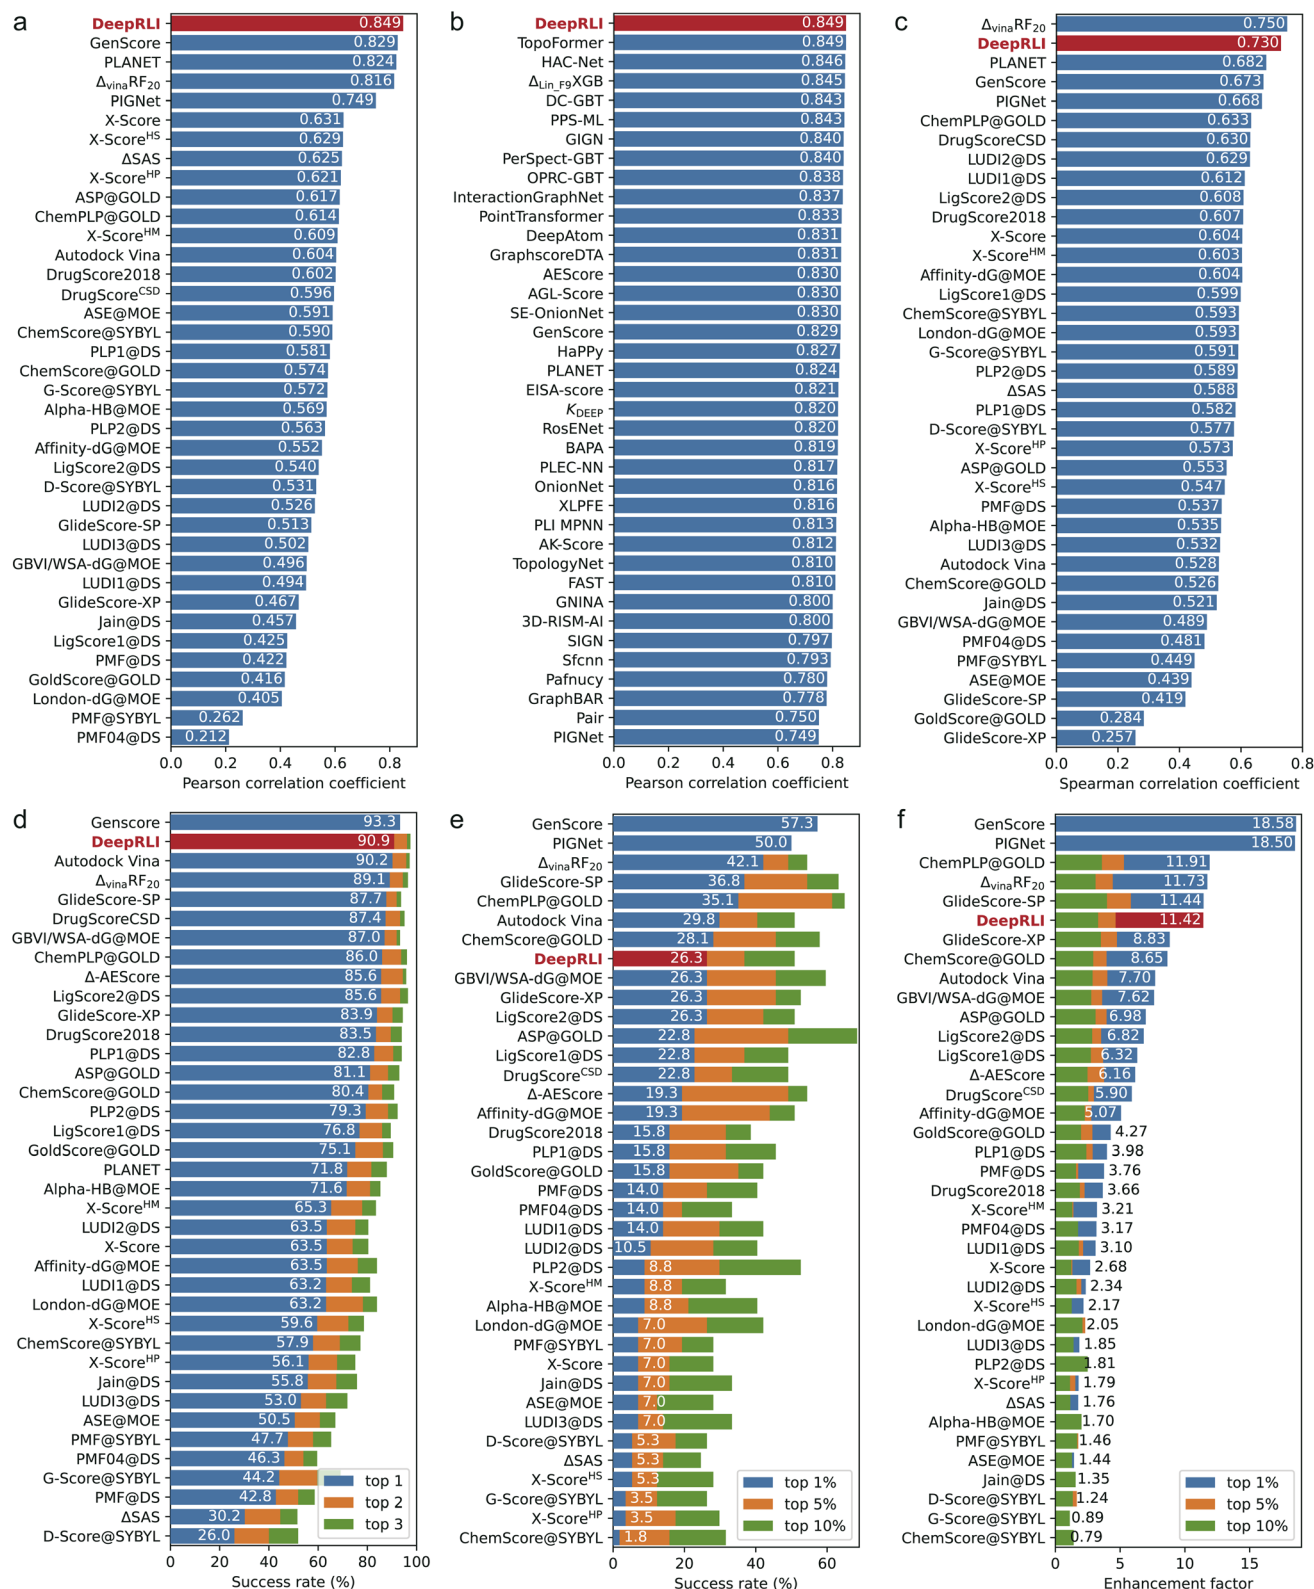 a
DeepRLI 0.849
GenScore 0.829
PLANET 0.824
Δ_vinaRF_20 0.816
PIGNet 0.749
X-Score 0.631
X-Score^HS 0.629
ΔSAS 0.625
X-Score^HP 0.621
ASP@GOLD 0.617
ChemPLP@GOLD 0.614
X-Score^HM 0.609
Autodock Vina 0.604
DrugScore2018 0.602
DrugScore^CSD 0.596
ASE@MOE 0.591
ChemScore@SYBYL 0.590
PLP1@DS 0.581
ChemScore@GOLD 0.574
G-Score@SYBYL 0.572
Alpha-HB@MOE 0.569
PLP2@DS 0.563
Affinity-dG@MOE 0.552
LigScore2@DS 0.540
D-Score@SYBYL 0.531
LUDI2@DS 0.526
GlideScore-SP 0.513
LUDI3@DS 0.502
GBVI/WSA-dG@MOE 0.496
LUDI1@DS 0.494
GlideScore-XP 0.467
Jain@DS 0.457
LigScore1@DS 0.425
PMF@DS 0.422
GoldScore@GOLD 0.416
London-dG@MOE 0.405
PMF@SYBYL 0.262
PMF04@DS 0.212
0.0 0.2 0.4 0.6 0.8
Pearson correlation coefficient
b
DeepRLI 0.849
TopoFormer 0.849
HAC-Net 0.846
Δ_Lin_F9XGB 0.845
DC-GBT 0.843
PPS-ML 0.843
GIGN 0.840
PerSpect-GBT 0.840
OPRC-GBT 0.838
InteractionGraphNet 0.837
PointTransformer 0.833
DeepAtom 0.831
GraphscoreDTA 0.831
AEScore 0.830
AGL-Score 0.830
SE-OnionNet 0.830
GenScore 0.829
HaPPy 0.827
PLANET 0.824
EISA-score 0.821
K_DEEP 0.820
RosENet 0.820
BAPA 0.819
PLEC-NN 0.817
OnionNet 0.816
XLPFE 0.816
PLI MPNN 0.813
AK-Score 0.812
TopologyNet 0.810
FAST 0.810
GNINA 0.800
3D-RISM-AI 0.800
SIGN 0.797
Sfcnn 0.793
Pafnucy 0.780
GraphBAR 0.778
Pair 0.750
PIGNet 0.749
0.0 0.2 0.4 0.6 0.8
Pearson correlation coefficient
c
Δ_vinaRF_20 0.750
DeepRLI 0.730
PLANET 0.682
GenScore 0.673
PIGNet 0.668
ChemPLP@GOLD 0.633
DrugScoreCSD 0.630
LUDI2@DS 0.629
LUDI1@DS 0.612
LigScore2@DS 0.608
DrugScore2018 0.607
X-Score 0.604
X-Score^HM 0.603
Affinity-dG@MOE 0.604
LigScore1@DS 0.599
ChemScore@SYBYL 0.593
London-dG@MOE 0.593
G-Score@SYBYL 0.591
PLP2@DS 0.589
ΔSAS 0.588
PLP1@DS 0.582
D-Score@SYBYL 0.577
X-Score^HP 0.573
ASP@GOLD 0.553
X-Score^HS 0.547
PMF@DS 0.537
Alpha-HB@MOE 0.535
LUDI3@DS 0.532
Autodock Vina 0.528
ChemScore@GOLD 0.526
Jain@DS 0.521
GBVI/WSA-dG@MOE 0.489
PMF04@DS 0.481
PMF@SYBYL 0.449
ASE@MOE 0.439
GlideScore-SP 0.419
GoldScore@GOLD 0.284
GlideScore-XP 0.257
0.0 0.2 0.4 0.6 0.8
Spearman correlation coefficient
d
Genscore 93.3
DeepRLI 90.9
Autodock Vina 90.2
Δ_vinaRF_20 89.1
GlideScore-SP 87.7
DrugScoreCSD 87.4
GBVI/WSA-dG@MOE 87.0
ChemPLP@GOLD 86.0
Δ-AEScore 85.6
LigScore2@DS 85.6
GlideScore-XP 83.9
DrugScore2018 83.5
PLP1@DS 82.8
ASP@GOLD 81.1
ChemScore@GOLD 80.4
PLP2@DS 79.3
LigScore1@DS 76.8
GoldScore@GOLD 75.1
PLANET 71.8
Alpha-HB@MOE 71.6
X-Score^HM 65.3
LUDI2@DS 63.5
X-Score 63.5
Affinity-dG@MOE 63.5
LUDI1@DS 63.2
London-dG@MOE 63.2
X-Score^HS 59.6
ChemScore@SYBYL 57.9
X-Score^HP 56.1
Jain@DS 55.8
LUDI3@DS 53.0
ASE@MOE 50.5
PMF@SYBYL 47.7
PMF04@DS 46.3
G-Score@SYBYL 44.2
PMF@DS 42.8
ΔSAS 30.2
D-Score@SYBYL 26.0
top 1
top 2
top 3
0 20 40 60 80 100
Success rate (%)
e
GenScore 57.3
PIGNet 50.0
Δ_vinaRF_20 42.1
GlideScore-SP 36.8
ChemPLP@GOLD 35.1
Autodock Vina 29.8
ChemScore@GOLD 28.1
DeepRLI 26.3
GBVI/WSA-dG@MOE 26.3
GlideScore-XP 26.3
LigScore2@DS 26.3
ASP@GOLD 22.8
LigScore1@DS 22.8
DrugScore^CSD 22.8
Δ-AEScore 19.3
Affinity-dG@MOE 19.3
DrugScore2018 15.8
PLP1@DS 15.8
GoldScore@GOLD 15.8
PMF@DS 14.0
PMF04@DS 14.0
LUDI1@DS 14.0
LUDI2@DS 10.5
PLP2@DS 8.8
X-Score^HM 8.8
Alpha-HB@MOE 8.8
London-dG@MOE 7.0
PMF@SYBYL 7.0
X-Score 7.0
Jain@DS 7.0
ASE@MOE 7.0
LUDI3@DS 7.0
D-Score@SYBYL 5.3
ΔSAS 5.3
X-Score^HS 5.3
G-Score@SYBYL 3.5
X-Score^HP 3.5
ChemScore@SYBYL 1.8
top 1%
top 5%
top 10%
0 20 40 60
Success rate (%)
f
GenScore 18.58
PIGNet 18.50
ChemPLP@GOLD 11.91
Δ_vinaRF_20 11.73
GlideScore-SP 11.44
DeepRLI 11.42
GlideScore-XP 8.83
ChemScore@GOLD 8.65
Autodock Vina 7.70
GBVI/WSA-dG@MOE 7.62
ASP@GOLD 6.98
LigScore2@DS 6.82
LigScore1@DS 6.32
Δ-AEScore 6.16
DrugScore^CSD 5.90
Affinity-dG@MOE 5.07
GoldScore@GOLD 4.27
PLP1@DS 3.98
PMF@DS 3.76
DrugScore2018 3.66
X-Score^HM 3.21
PMF04@DS 3.17
LUDI1@DS 3.10
X-Score 2.68
LUDI2@DS 2.34
X-Score^HS 2.17
London-dG@MOE 2.05
LUDI3@DS 1.85
PLP2@DS 1.81
X-Score^HP 1.79
ΔSAS 1.76
Alpha-HB@MOE 1.70
PMF@SYBYL 1.46
ASE@MOE 1.44
Jain@DS 1.35
D-Score@SYBYL 1.24
G-Score@SYBYL 0.89
ChemScore@SYBYL 0.79
top 1%
top 5%
top 10%
0 5 10 15
Enhancement factor